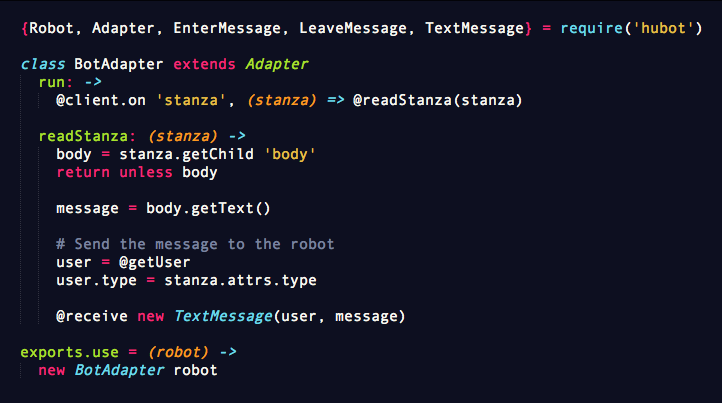 {Robot, Adapter, EnterMessage, LeaveMessage, TextMessage} = require('hubot')
class BotAdapter extends Adapter
run: ->
@client.on 'stanza', (stanza) => @readStanza(stanza)
readStanza: (stanza) ->
body = stanza.getChild 'body'
return unless body
message = body.getText()
# Send the message to the robot
user = @getUser
user.type = stanza.attrs.type
@receive new TextMessage(user, message)
exports.use = (robot) ->
new BotAdapter robot